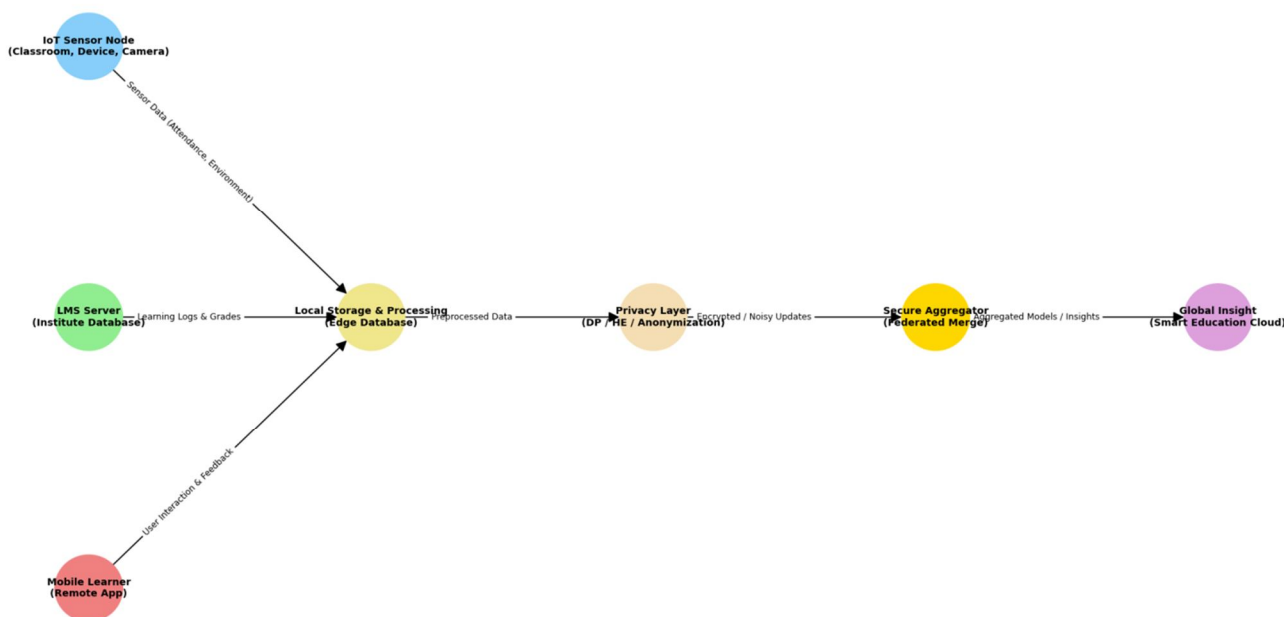 IoT Sensor Node
(Classroom, Device, Camera)
Sensor Data (Attendance, Environment)
LMS Server
(Institute Database)
Learning Logs & Grades
Local Storage & Processing
(Edge Database)
Preprocessed Data
Privacy Layer
(DP / HE / Anonymization)
Encrypted / Noisy Updates
Secure Aggregator
(Federated Merge)
Aggregated Models / Insights
Global Insight
(Smart Education Cloud)
User Interaction & Feedback
Mobile Learner
(Remote App)